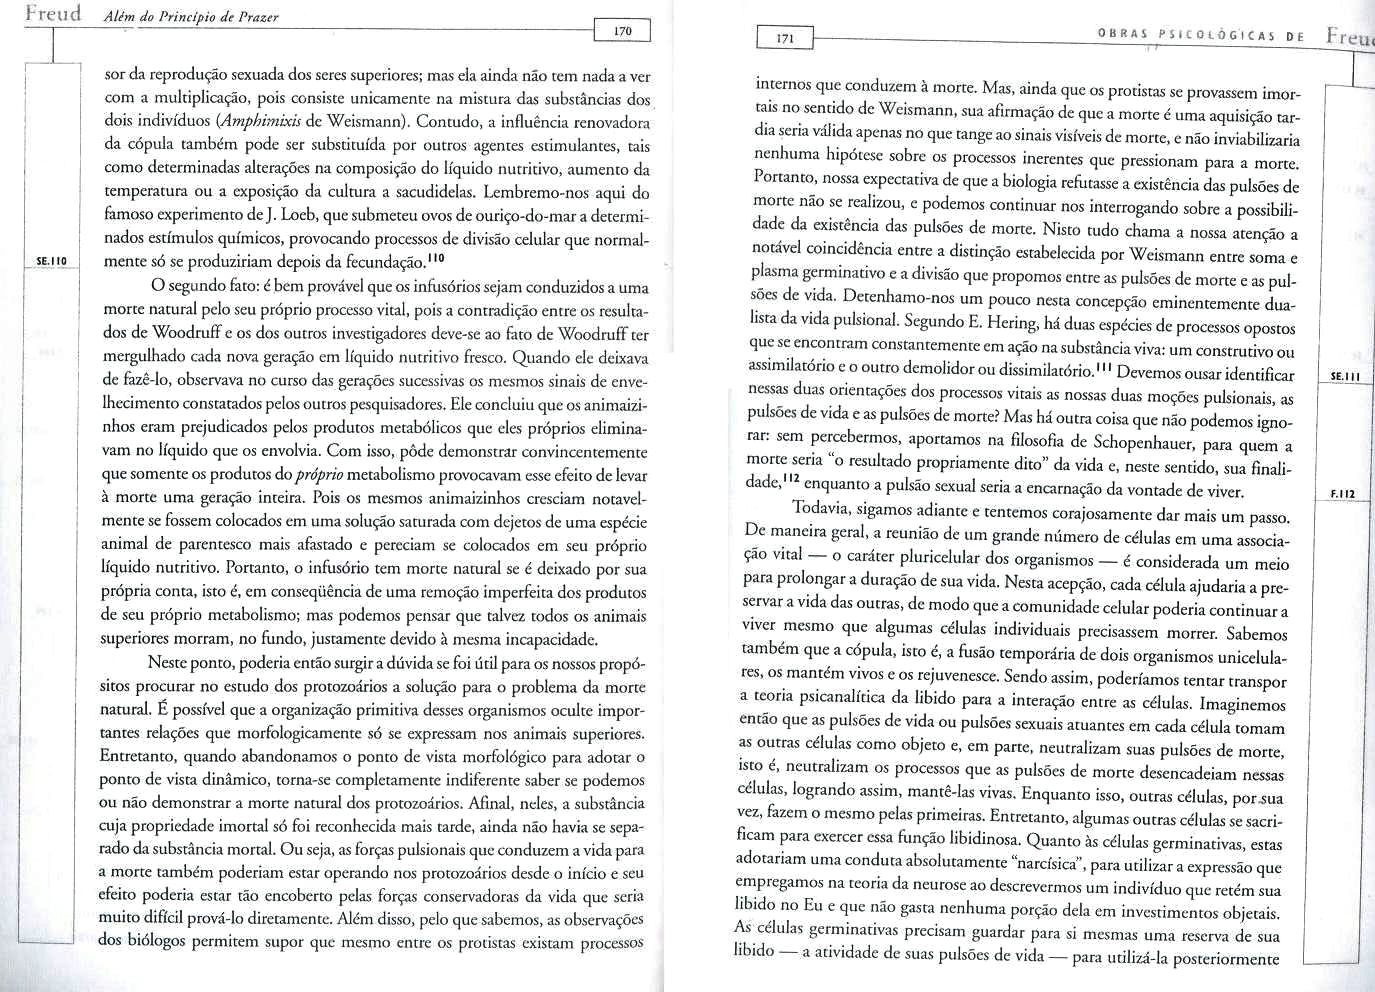 Freud Além do Princípio de Prazer
170
sor da reprodução sexuada dos seres superiores; mas ela ainda não tem nada a ver
com a multiplicação, pois consiste unicamente na mistura das substâncias dos
dois indivíduos (Amphimixis de Weismann). Contudo, a influência renovadora
da cópula também pode ser substituída por outros agentes estimulantes, tais
como determinadas alterações na composição do líquido nutritivo, aumento da
temperatura ou a exposição da cultura a sacudidelas. Lembremo-nos aqui do
famoso experimento de J. Loeb, que submeteu ovos de ouriço-do-mar a determi-
nados estímulos químicos, provocando processos de divisão celular que normal-
SE.110
mente só se produziriam depois da fecundação.110
O segundo fato: é bem provável que os infusórios sejam conduzidos a uma
morte natural pelo seu próprio processo vital, pois a contradição entre os resulta-
dos de Woodruff e os dos outros investigadores deve-se ao fato de Woodruff ter
mergulhado cada nova geração em líquido nutritivo fresco. Quando ele deixava
de fazê-lo, observava no curso das gerações sucessivas os mesmos sinais de enve-
lhecimento constatados pelos outros pesquisadores. Ele concluiu que os animaizi-
nhos eram prejudicados pelos produtos metabólicos que eles próprios elimina-
vam no líquido que os envolvia. Com isso, pôde demonstrar convincentemente
que somente os produtos do próprio metabolismo provocavam esse efeito de levar
à morte uma geração inteira. Pois os mesmos animaizinhos cresciam notavel-
mente se fossem colocados em uma solução saturada com dejetos de uma espécie
animal de parentesco mais afastado e pereciam se colocados em seu próprio
líquido nutritivo. Portanto, o infusório tem morte natural se é deixado por sua
própria conta, isto é, em conseqüência de uma remoção imperfeita dos produtos
de seu próprio metabolismo; mas podemos pensar que talvez todos os animais
superiores morram, no fundo, justamente devido à mesma incapacidade.
Neste ponto, poderia então surgir a dúvida se foi útil para os nossos propó-
sitos procurar no estudo dos protozoários a solução para o problema da morte
natural. É possível que a organização primitiva desses organismos oculte impor-
tantes relações que morfologicamente só se expressam nos animais superiores.
Entretanto, quando abandonamos o ponto de vista morfológico para adotar o
ponto de vista dinâmico, torna-se completamente indiferente saber se podemos
ou não demonstrar a morte natural dos protozoários. Afinal, neles, a substância
cuja propriedade imortal só foi reconhecida mais tarde, ainda não havia se sepa-
rado da substância mortal. Ou seja, as forças pulsionais que conduzem a vida para
a morte também poderiam estar operando nos protozoários desde o início e seu
efeito poderia estar tão encoberto pelas forças conservadoras da vida que seria
muito difícil prová-lo diretamente. Além disso, pelo que sabemos, as observações
dos biólogos permitem supor que mesmo entre os protistas existam processos
171
OBRAS PSICOLÓGICAS DE Freud
internos que conduzem à morte. Mas, ainda que os protistas se provassem imor-
tais no sentido de Weismann, sua afirmação de que a morte é uma aquisição tar-
dia seria válida apenas no que tange ao sinais visíveis de morte, e não inviabilizaria
nenhuma hipótese sobre os processos inerentes que pressionam para a morte.
Portanto, nossa expectativa de que a biologia refutasse a existência das pulsões de
morte não se realizou, e podemos continuar nos interrogando sobre a possibili-
dade da existência das pulsões de morte. Nisto tudo chama a nossa atenção a
notável coincidência entre a distinção estabelecida por Weismann entre soma e
plasma germinativo e a divisão que propomos entre as pulsões de morte e as pul-
sões de vida. Detenhamo-nos um pouco nesta concepção eminentemente dua-
lista da vida pulsional. Segundo E. Hering, há duas espécies de processos opostos
que se encontram constantemente em ação na substância viva: um construtivo ou
assimilatório e o outro demolidor ou dissimilatório.111 Devemos ousar identificar
SE.111
nessas duas orientações dos processos vitais as nossas duas moções pulsionais, as
pulsões de vida e as pulsões de morte? Mas há outra coisa que não podemos igno-
rar: sem percebermos, aportamos na filosofia de Schopenhauer, para quem a
morte seria “o resultado propriamente dito” da vida e, neste sentido, sua finali-
dade,112 enquanto a pulsão sexual seria a encarnação da vontade de viver.
F.112
Todavia, sigamos adiante e tentemos corajosamente dar mais um passo.
De maneira geral, a reunião de um grande número de células em uma associa-
ção vital — o caráter pluricelular dos organismos — é considerada um meio
para prolongar a duração de sua vida. Nesta acepção, cada célula ajudaria a pre-
servar a vida das outras, de modo que a comunidade celular poderia continuar a
viver mesmo que algumas células individuais precisassem morrer. Sabemos
também que a cópula, isto é, a fusão temporária de dois organismos unicelula-
res, os mantém vivos e os rejuvenesce. Sendo assim, poderíamos tentar transpor
a teoria psicanalítica da libido para a interação entre as células. Imaginemos
então que as pulsões de vida ou pulsões sexuais atuantes em cada célula tomam
as outras células como objeto e, em parte, neutralizam suas pulsões de morte,
isto é, neutralizam os processos que as pulsões de morte desencadeiam nessas
células, logrando assim, mantê-las vivas. Enquanto isso, outras células, por sua
vez, fazem o mesmo pelas primeiras. Entretanto, algumas outras células se sacri-
ficam para exercer essa função libidinosa. Quanto às células germinativas, estas
adotariam uma conduta absolutamente “narcísica”, para utilizar a expressão que
empregamos na teoria da neurose ao descrevermos um indivíduo que retém sua
libido no Eu e que não gasta nenhuma porção dela em investimentos objetais.
As células germinativas precisam guardar para si mesmas uma reserva de sua
libido — a atividade de suas pulsões de vida — para utilizá-la posteriormente